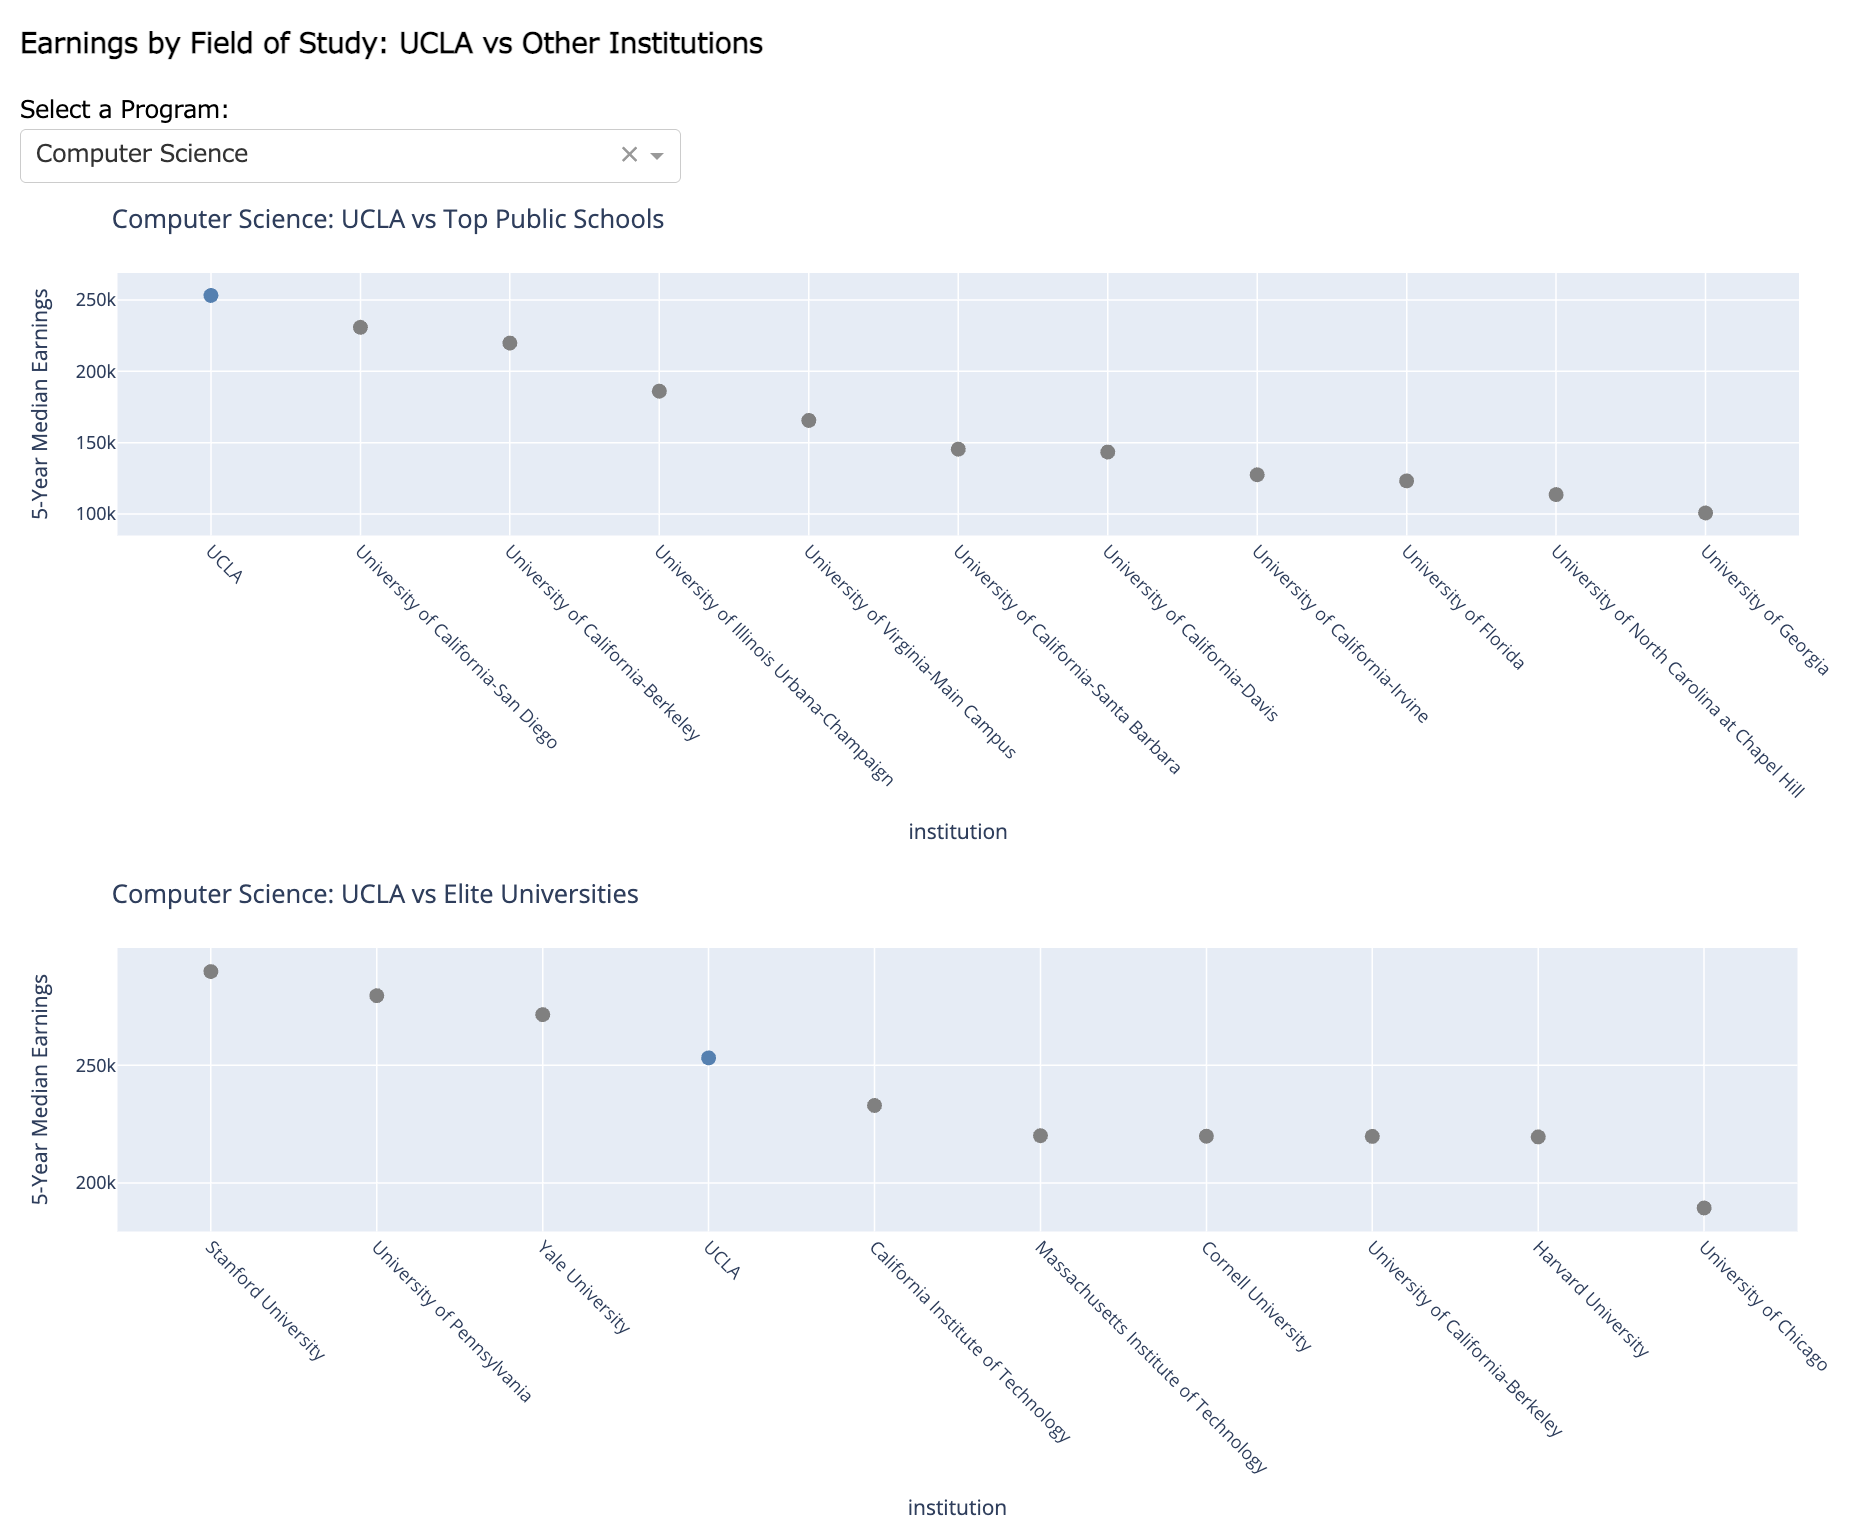 Earnings by Field of Study: UCLA vs Other Institutions
Select a Program:
Computer Science
Computer Science: UCLA vs Top Public Schools
5-Year Median Earnings
250k
200k
150k
100k
UCLA
University of California-San Diego
University of California-Berkeley
University of Illinois Urbana-Champaign
University of Virginia-Main Campus
University of California-Santa Barbara
University of California-Davis
University of California-Irvine
University of Florida
University of North Carolina at Chapel Hill
University of Georgia
institution
Computer Science: UCLA vs Elite Universities
5-Year Median Earnings
250k
200k
Stanford University
University of Pennsylvania
Yale University
UCLA
California Institute of Technology
Massachusetts Institute of Technology
Cornell University
University of California-Berkeley
Harvard University
University of Chicago
institution